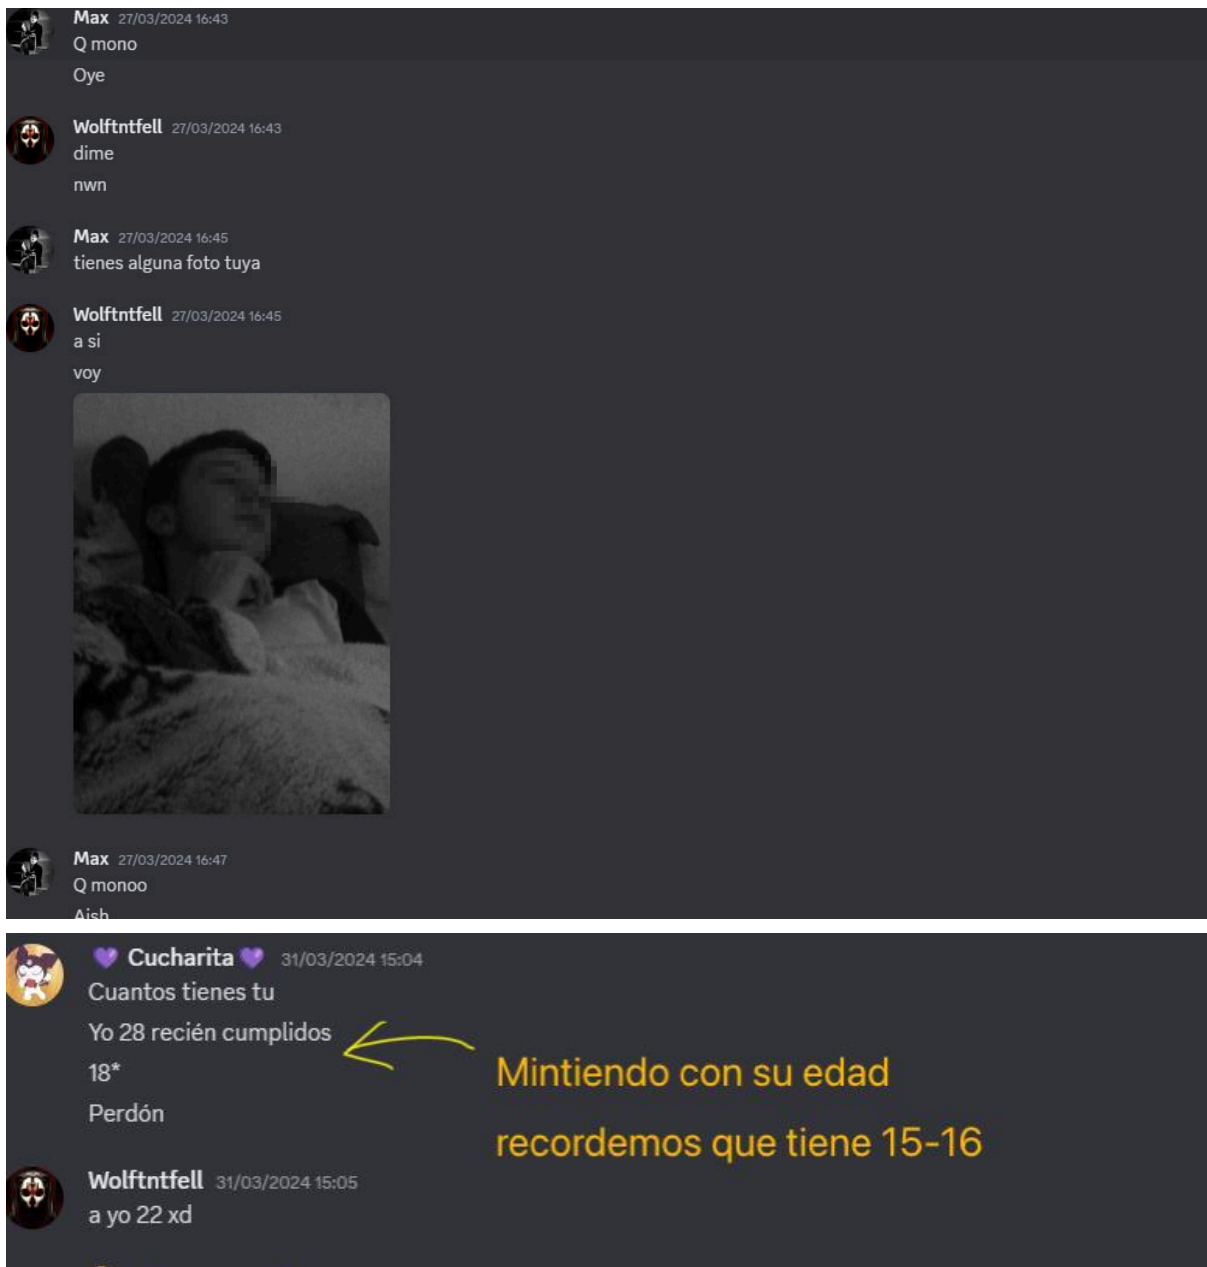 Max 27/03/2024 16:43
Q mono
Oye
Wolftntfell 27/03/2024 16:43
dime
nwn
Max 27/03/2024 16:45
tienes alguna foto tuya
Wolftntfell 27/03/2024 16:45
a si
voy
Max 27/03/2024 16:47
Q monoo
Aish
💜 Cucharita 💜 31/03/2024 15:04
Cuantos tienes tu
Yo 28 recién cumplidos
18*
Perdón
Mintiendo con su edad
recordemos que tiene 15-16
Wolftntfell 31/03/2024 15:05
a yo 22 xd